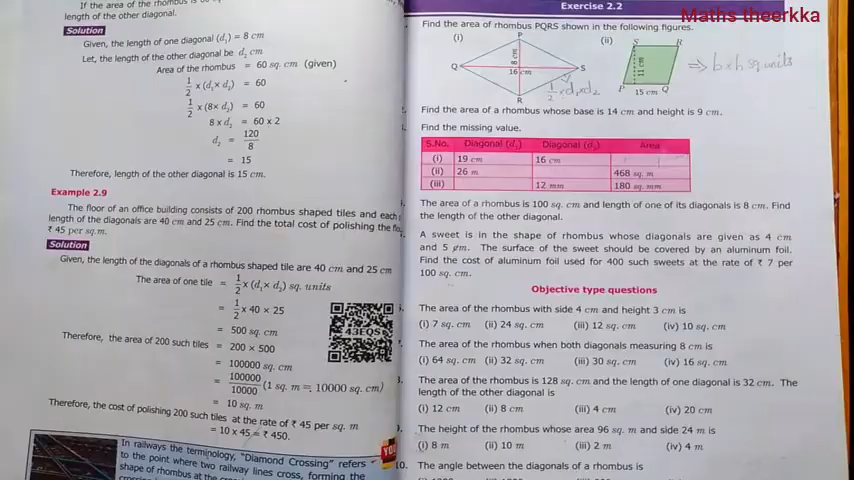 Maths theerkka
If the area of the rhombus is
length of the other diagonal.
Solution
Given, the length of one diagonal (d₁) = 8 cm
Let, the length of the other diagonal be d₂ cm
Area of the rhombus = 60 sq. cm (given)
1/2 × (d₁ × d₂) = 60
1/2 × (8 × d₂) = 60
8 × d₂ = 60 × 2
d₂ = 120/8
= 15
Therefore, length of the other diagonal is 15 cm.
Example 2.9
The floor of an office building consists of 200 rhombus shaped tiles and each
length of the diagonals are 40 cm and 25 cm. Find the total cost of polishing the
₹ 45 per sq.m.
Solution
Given, the length of the diagonals of a rhombus shaped tile are 40 cm and 25 cm
The area of one tile = 1/2 × (d₁ × d₂) sq. units
= 1/2 × 40 × 25
= 500 sq. cm
Therefore, the area of 200 such tiles = 200 × 500
= 100000 sq. cm
= 100000/10000 (1 sq. m = 10000 sq. cm)
= 10 sq. m
Therefore, the cost of polishing 200 such tiles at the rate of ₹ 45 per sq. m
= 10 x 45 = ₹ 450.
43EQ5S
In railways the terminology, "Diamond Crossing" refers
to the point where two railway lines cross, forming the
shape of rhombus at the
YOU
Exercise 2.2
Find the area of rhombus PQRS shown in the following figures.
(i) P Q R S 8 cm 16 cm
1/2 × d₁ × d₂
(ii) S R P Q 11 cm 15 cm
⇒ b×h sq units
Find the area of a rhombus whose base is 14 cm and height is 9 cm.
Find the missing value.
S.No. Diagonal (d₁) Diagonal (d₂) Area
(i) 19 cm 16 cm
(ii) 26 m 468 sq. m
(iii) 12 mm 180 sq. mm
The area of a rhombus is 100 sq. cm and length of one of its diagonals is 8 cm. Find
the length of the other diagonal.
A sweet is in the shape of rhombus whose diagonals are given as 4 cm
and 5 cm. The surface of the sweet should be covered by an aluminum foil.
Find the cost of aluminum foil used for 400 such sweets at the rate of ₹ 7 per
100 sq. cm.
Objective type questions
The area of the rhombus with side 4 cm and height 3 cm is
(i) 7 sq. cm (ii) 24 sq. cm (iii) 12 sq. cm (iv) 10 sq. cm
The area of the rhombus when both diagonals measuring 8 cm is
(i) 64 sq. cm (ii) 32 sq. cm (iii) 30 sq. cm (iv) 16 sq. cm
The area of the rhombus is 128 sq. cm and the length of one diagonal is 32 cm. The
length of the other diagonal is
(i) 12 cm (ii) 8 cm (iii) 4 cm (iv) 20 cm
The height of the rhombus whose area 96 sq. m and side 24 m is
(i) 8 m (ii) 10 m (iii) 2 m (iv) 4 m
10. The angle between the diagonals of a rhombus is